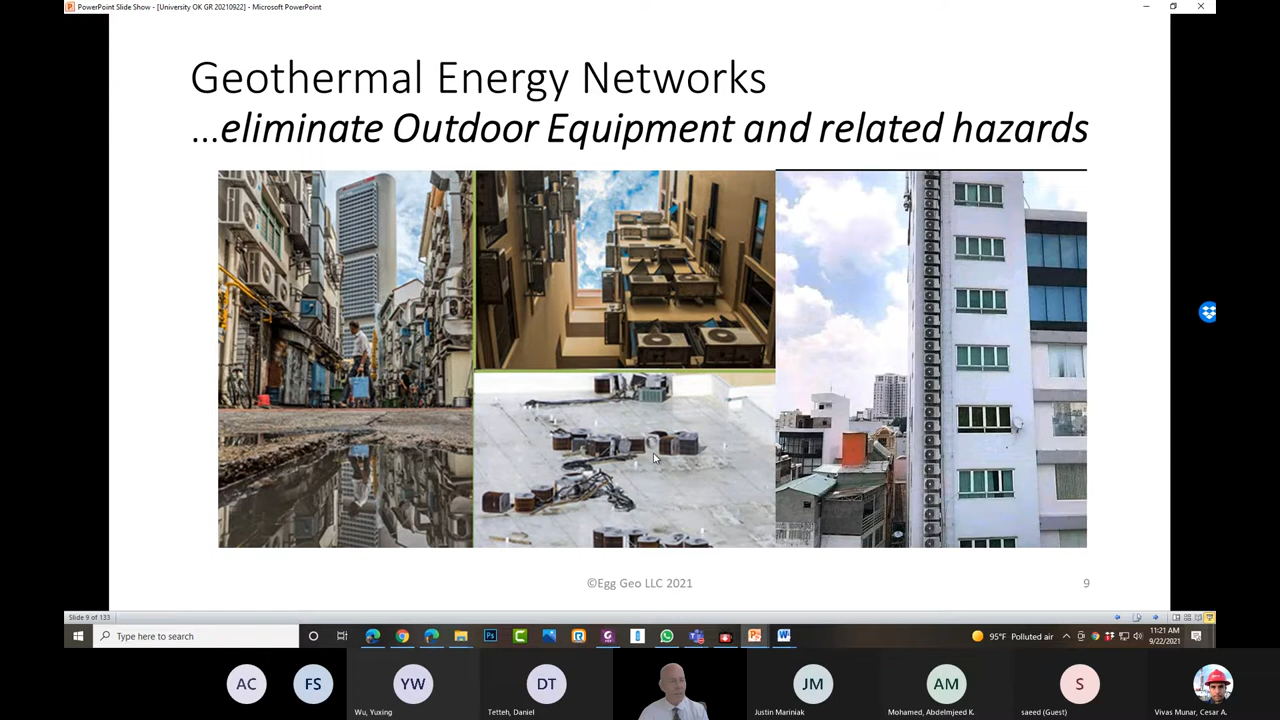 PowerPoint Slide Show - [University OK GR 20210922] - Microsoft PowerPoint
Geothermal Energy Networks
...eliminate Outdoor Equipment and related hazards
©Egg Geo LLC 2021
9
Slide 9 of 133
Type here to search
95°F Polluted air
11:21 AM
9/22/2021
AC
FS
YW
DT
JM
AM
S
Wu, Yuxing
Tetteh, Daniel
Justin Mariniak
Mohamed, Abdelmjeed K.
saeed (Guest)
Vivas Munar, Cesar A.